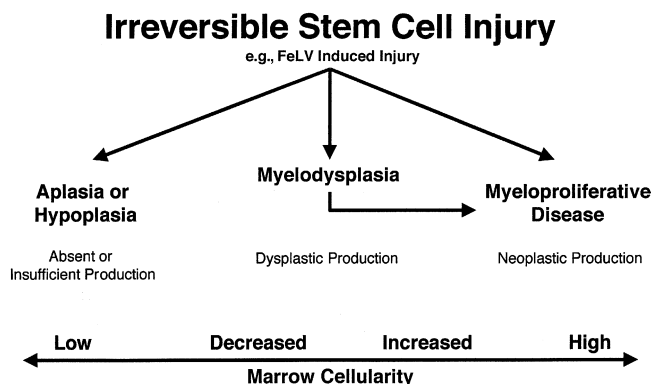 Irreversible Stem Cell Injury
e.g., FeLV Induced Injury
Aplasia or
Hypoplasia
Absent or
Insufficient Production
Myelodysplasia
Dysplastic Production
Myeloproliferative
Disease
Neoplastic Production
Low Decreased Increased High
Marrow Cellularity